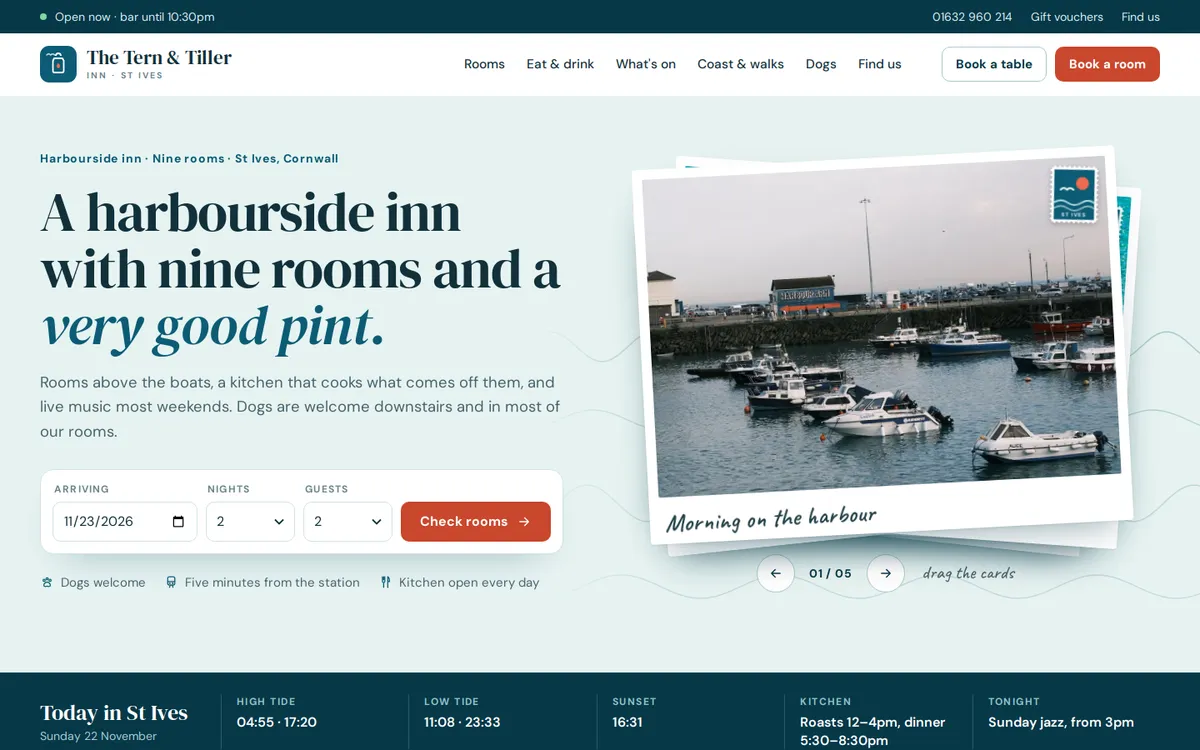 Open now · bar until 10:30pm
01632 960 214 Gift vouchers Find us
The Tern & Tiller
INN · ST IVES
Rooms Eat & drink What's on Coast & walks Dogs Find us Book a table Book a room
Harbourside inn · Nine rooms · St Ives, Cornwall
A harbourside inn
with nine rooms and a
very good pint.
Rooms above the boats, a kitchen that cooks what comes off them, and
live music most weekends. Dogs are welcome downstairs and in most of
our rooms.
ARRIVING NIGHTS GUESTS
11/23/2026 2 2 Check rooms →
Dogs welcome Five minutes from the station Kitchen open every day
ST IVES
HARBOUR ARM
ALICE
Morning on the harbour
← 01 / 05 → drag the cards
Today in St Ives
Sunday 22 November
HIGH TIDE
04:55 · 17:20
LOW TIDE
11:08 · 23:33
SUNSET
16:31
KITCHEN
Roasts 12–4pm, dinner
5:30–8:30pm
TONIGHT
Sunday jazz, from 3pm